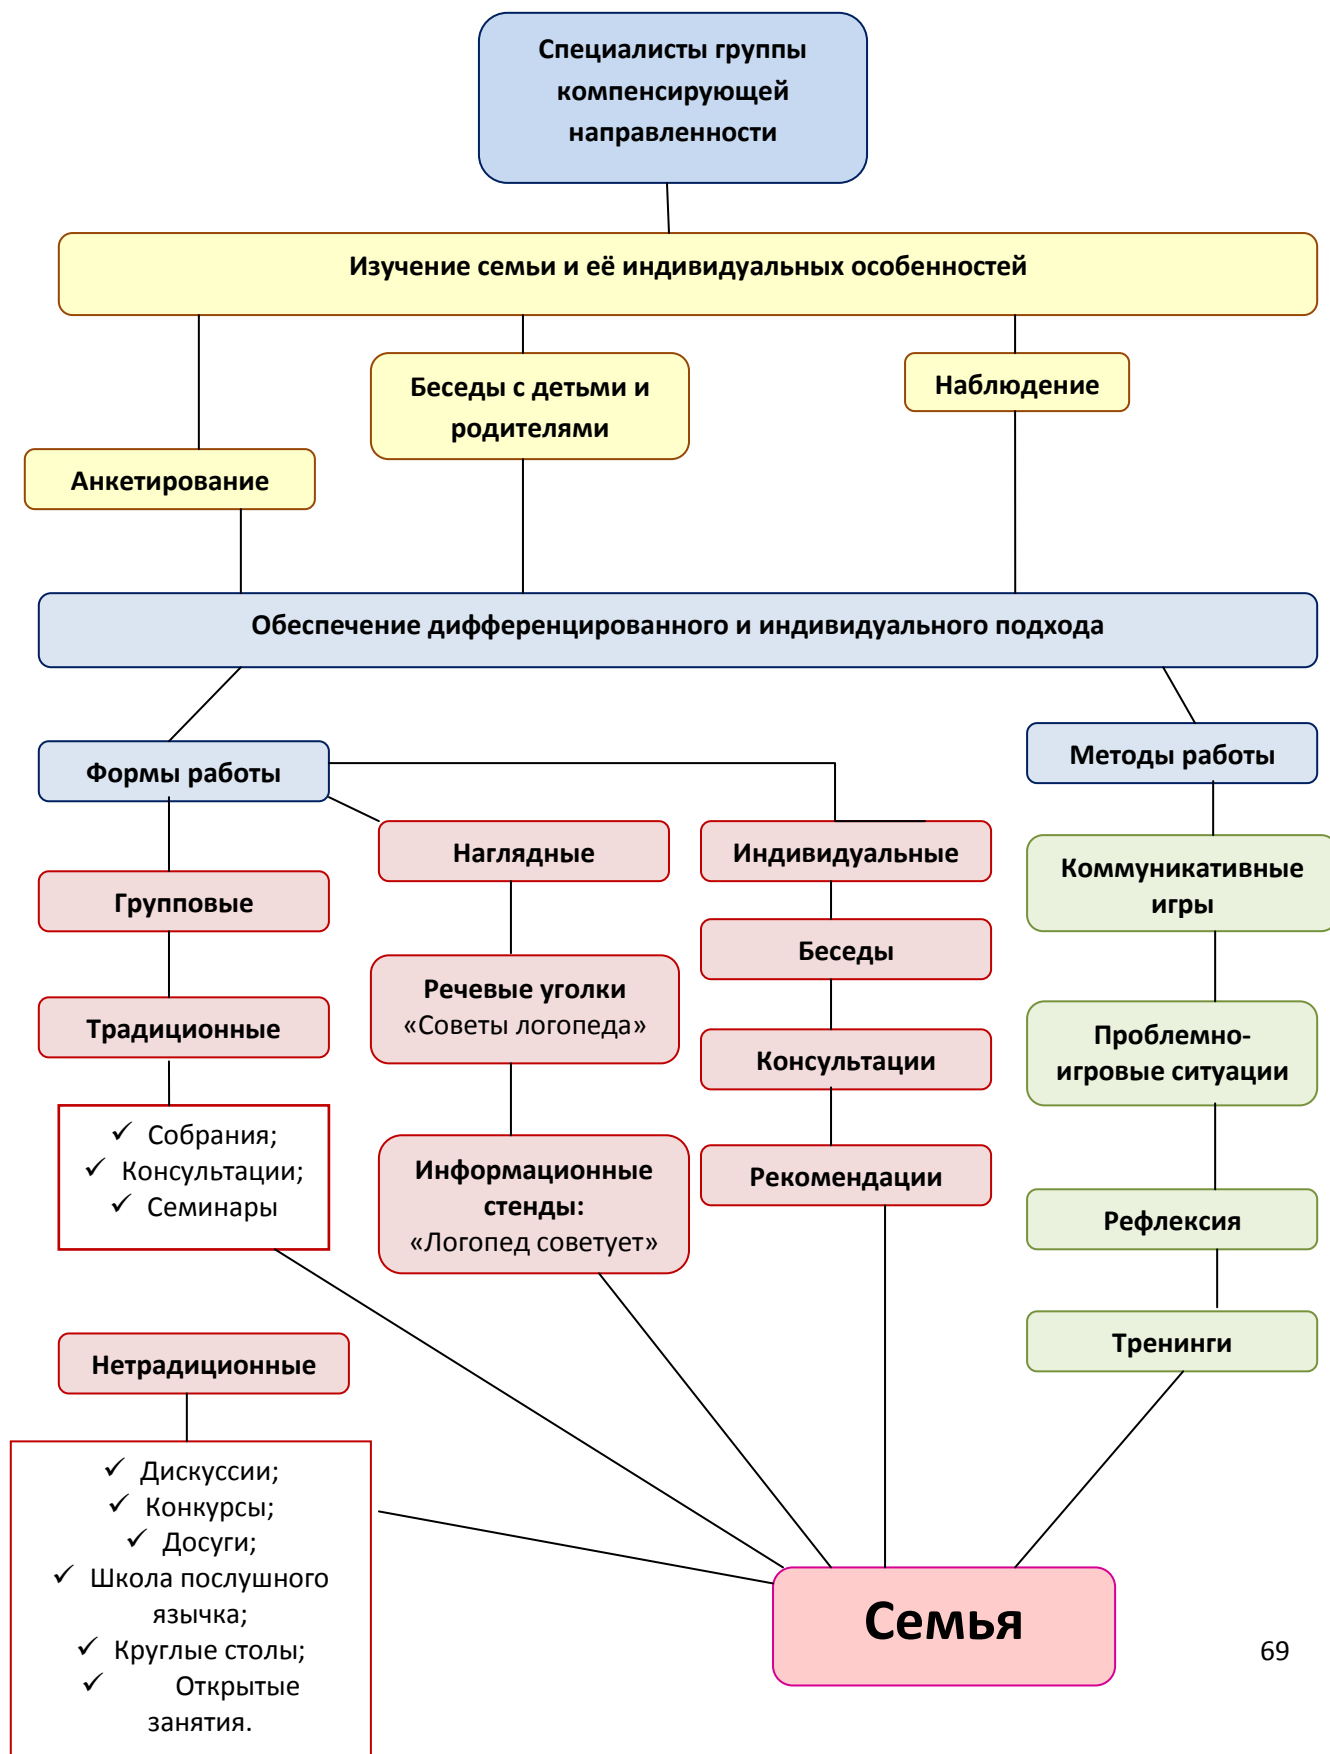 Специалисты группы
компенсирующей
направленности
Изучение семьи и её индивидуальных особенностей
Беседы с детьми и
родителями
Наблюдение
Анкетирование
Обеспечение дифференцированного и индивидуального подхода
Формы работы
Методы работы
Наглядные
Индивидуальные
Коммуникативные
игры
Групповые
Беседы
Речевые уголки
«Советы логопеда»
Традиционные
Консультации
Проблемно-
игровые ситуации
✓ Собрания;
✓ Консультации;
✓ Семинары
Информационные
стенды:
«Логопед советует»
Рекомендации
Рефлексия
Тренинги
Нетрадиционные
✓ Дискуссии;
✓ Конкурсы;
✓ Досуги;
✓ Школа послушного
язычка;
✓ Круглые столы;
✓ Открытые
занятия.
Семья
69